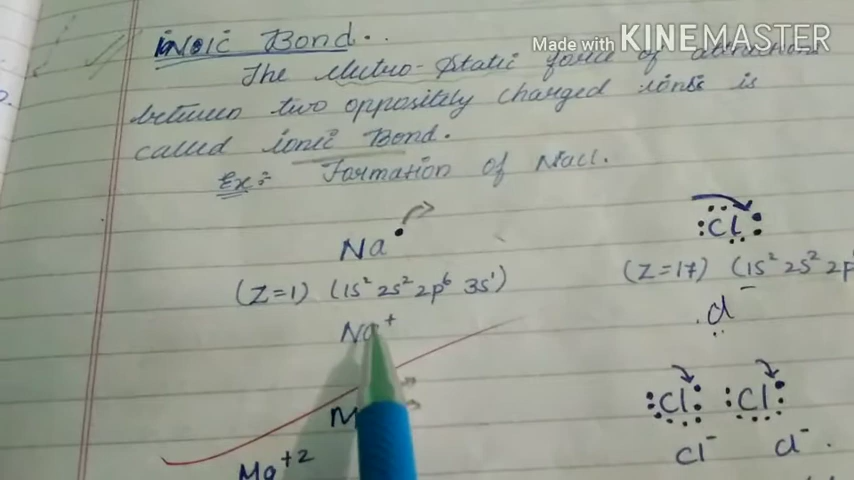 Ionic Bond..
Made with KINEMASTER
The electro-static force of attraction
between two oppositely charged ions is
called ionic Bond.
Ex:- Formation of Nacl.
Na
Cl
(Z=1) (1s² 2s² 2p⁶ 3s¹)
(Z=17) (1s² 2s² 2p
Na⁺
Cl⁻
M
Cl Cl
Mg⁺²
Cl⁻ Cl⁻.